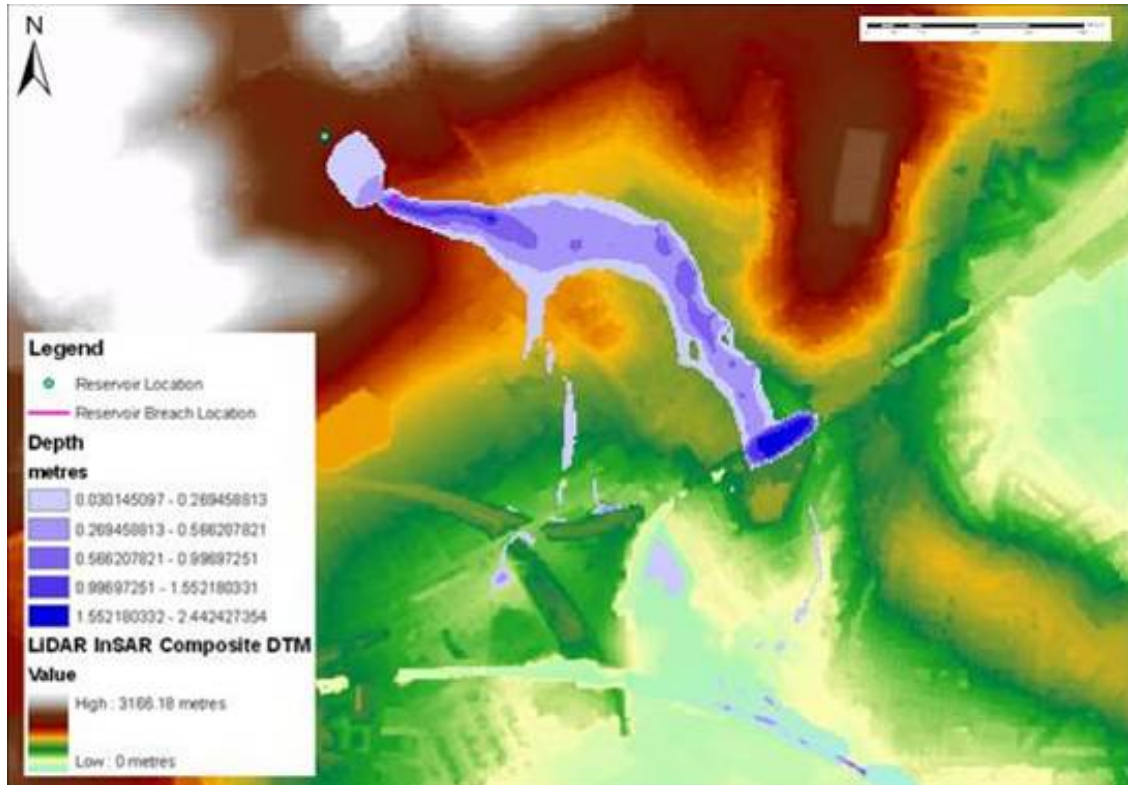 N
Legend
Reservoir Location
Reservoir Breach Location
Depth
metres
0.030145097 - 0.269458813
0.269458813 - 0.566207821
0.566207821 - 0.99697251
0.99697251 - 1.552180331
1.552180332 - 2.442427354
LiDAR InSAR Composite DTM
Value
High : 3166.18 metres
Low : 0 metres